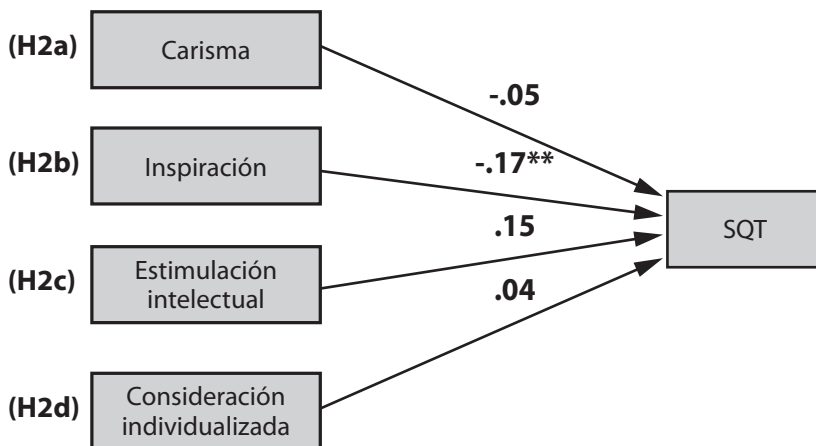 (H2a)
Carisma
-.05
(H2b)
Inspiración
-.17**
SQT
(H2c)
Estimulación
intelectual
.15
.04
(H2d)
Consideración
individualizada